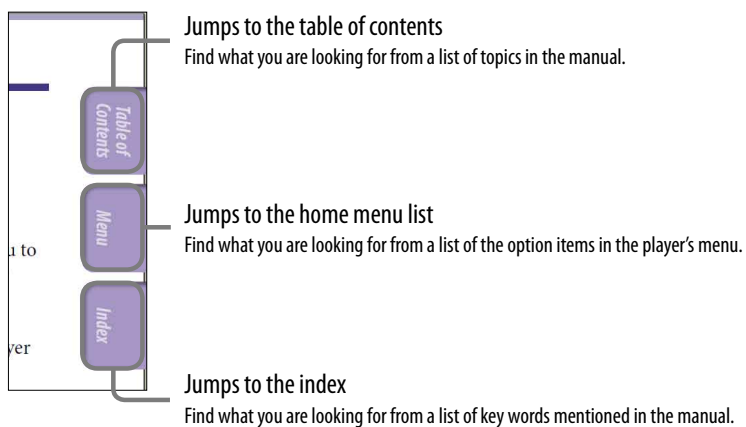 Jumps to the table of contents
Find what you are looking for from a list of topics in the manual.
Table of
Contents
Jumps to the home menu list
Find what you are looking for from a list of the option items in the player's menu.
Menu
u to
Index
yer
Jumps to the index
Find what you are looking for from a list of key words mentioned in the manual.